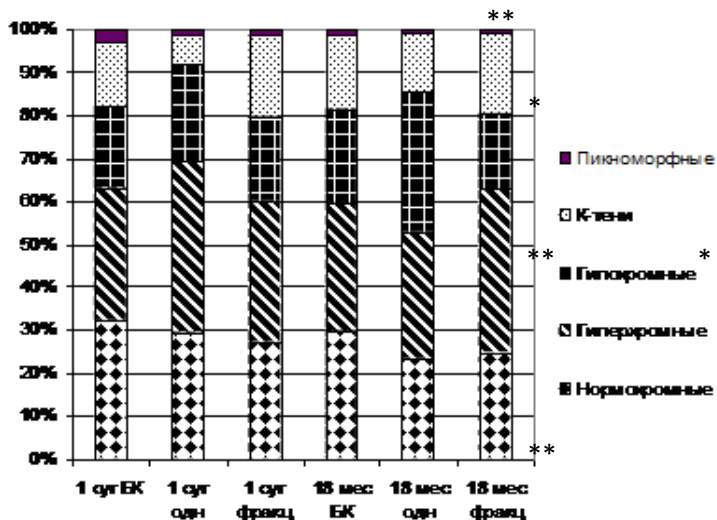 **
100%
90%
80%
70%
60%
50%
40%
30%
20%
10%
0%
*
**
**
*
Пикноморфные
К-тени
Гипохромные
Гиперхромные
Нормохромные
1 сут БК
1 сут одн
1 сут фракц
18 мес БК
18 мес одн
18 мес фракц